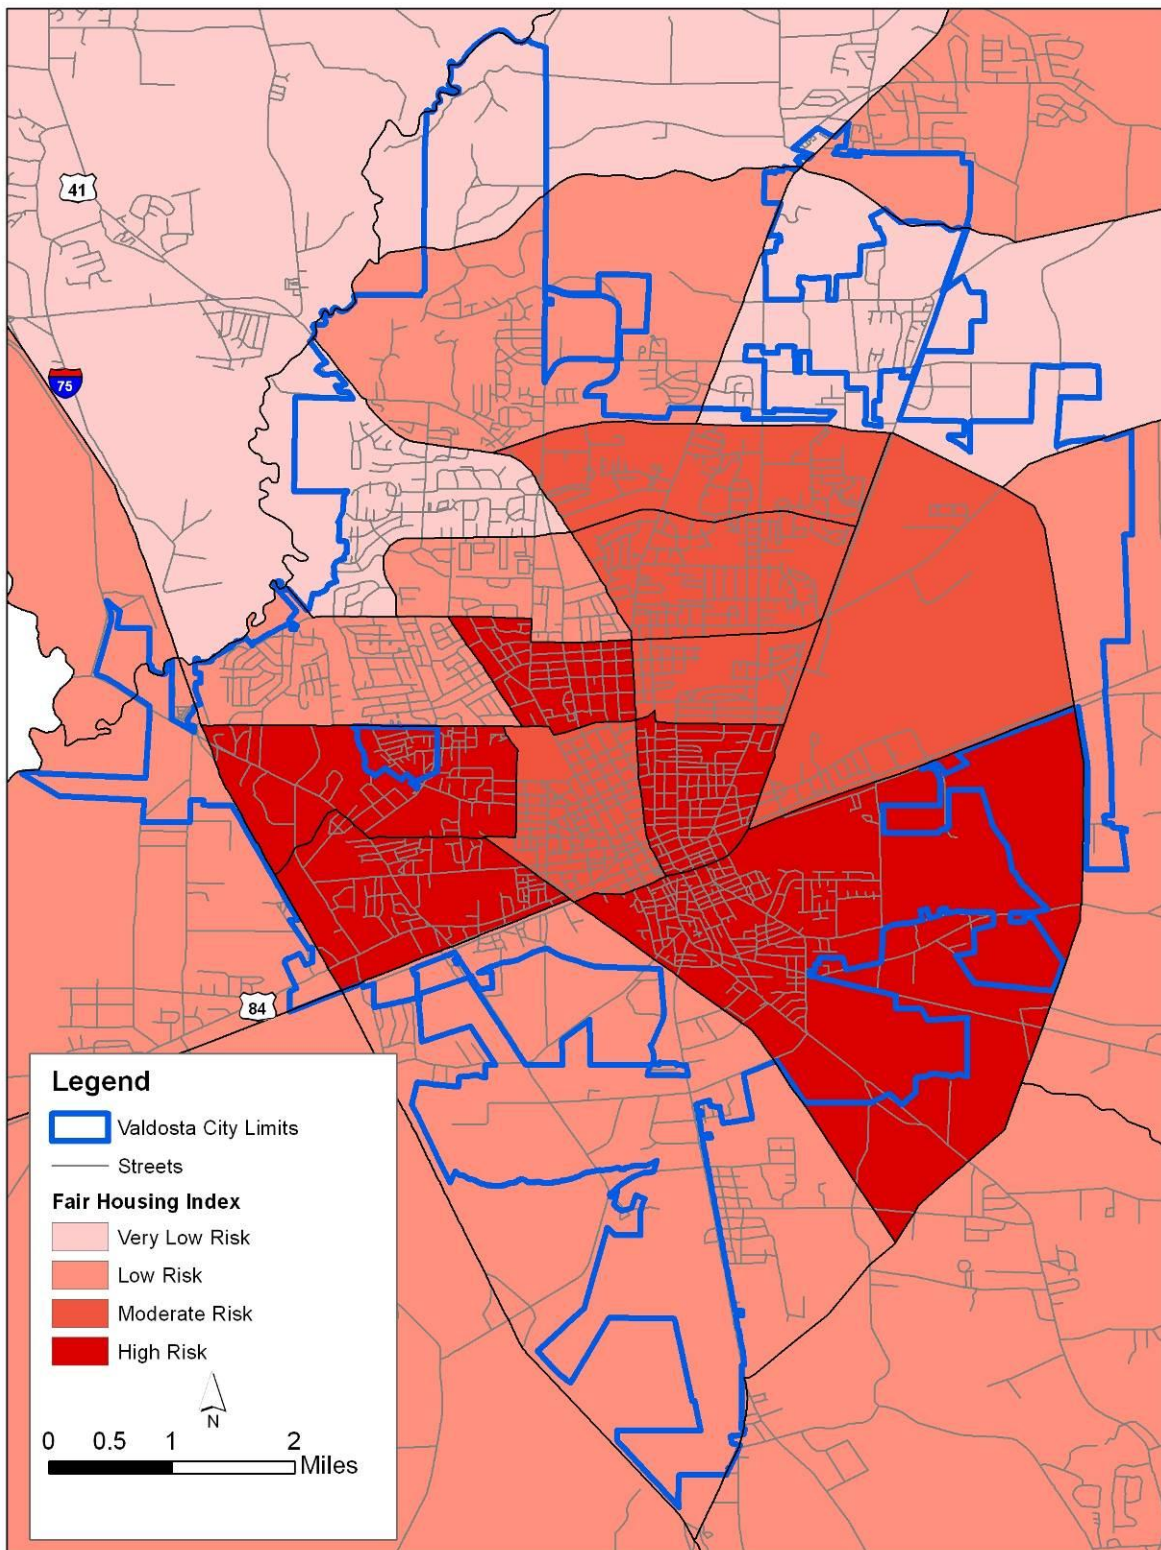 41
75
84
Legend
Valdosta City Limits
Streets
Fair Housing Index
Very Low Risk
Low Risk
Moderate Risk
High Risk
N
0 0.5 1 2
Miles